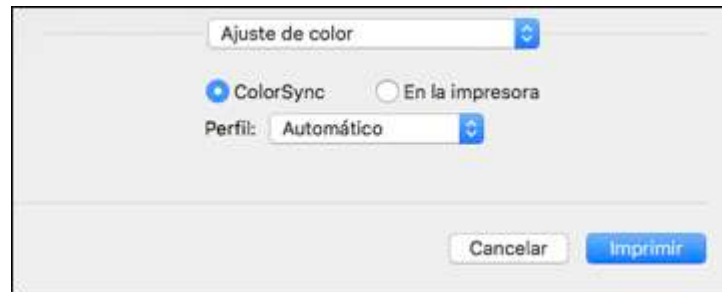 Ajuste de color
ColorSync En la impresora
Perfil: Automático
Cancelar Imprimir